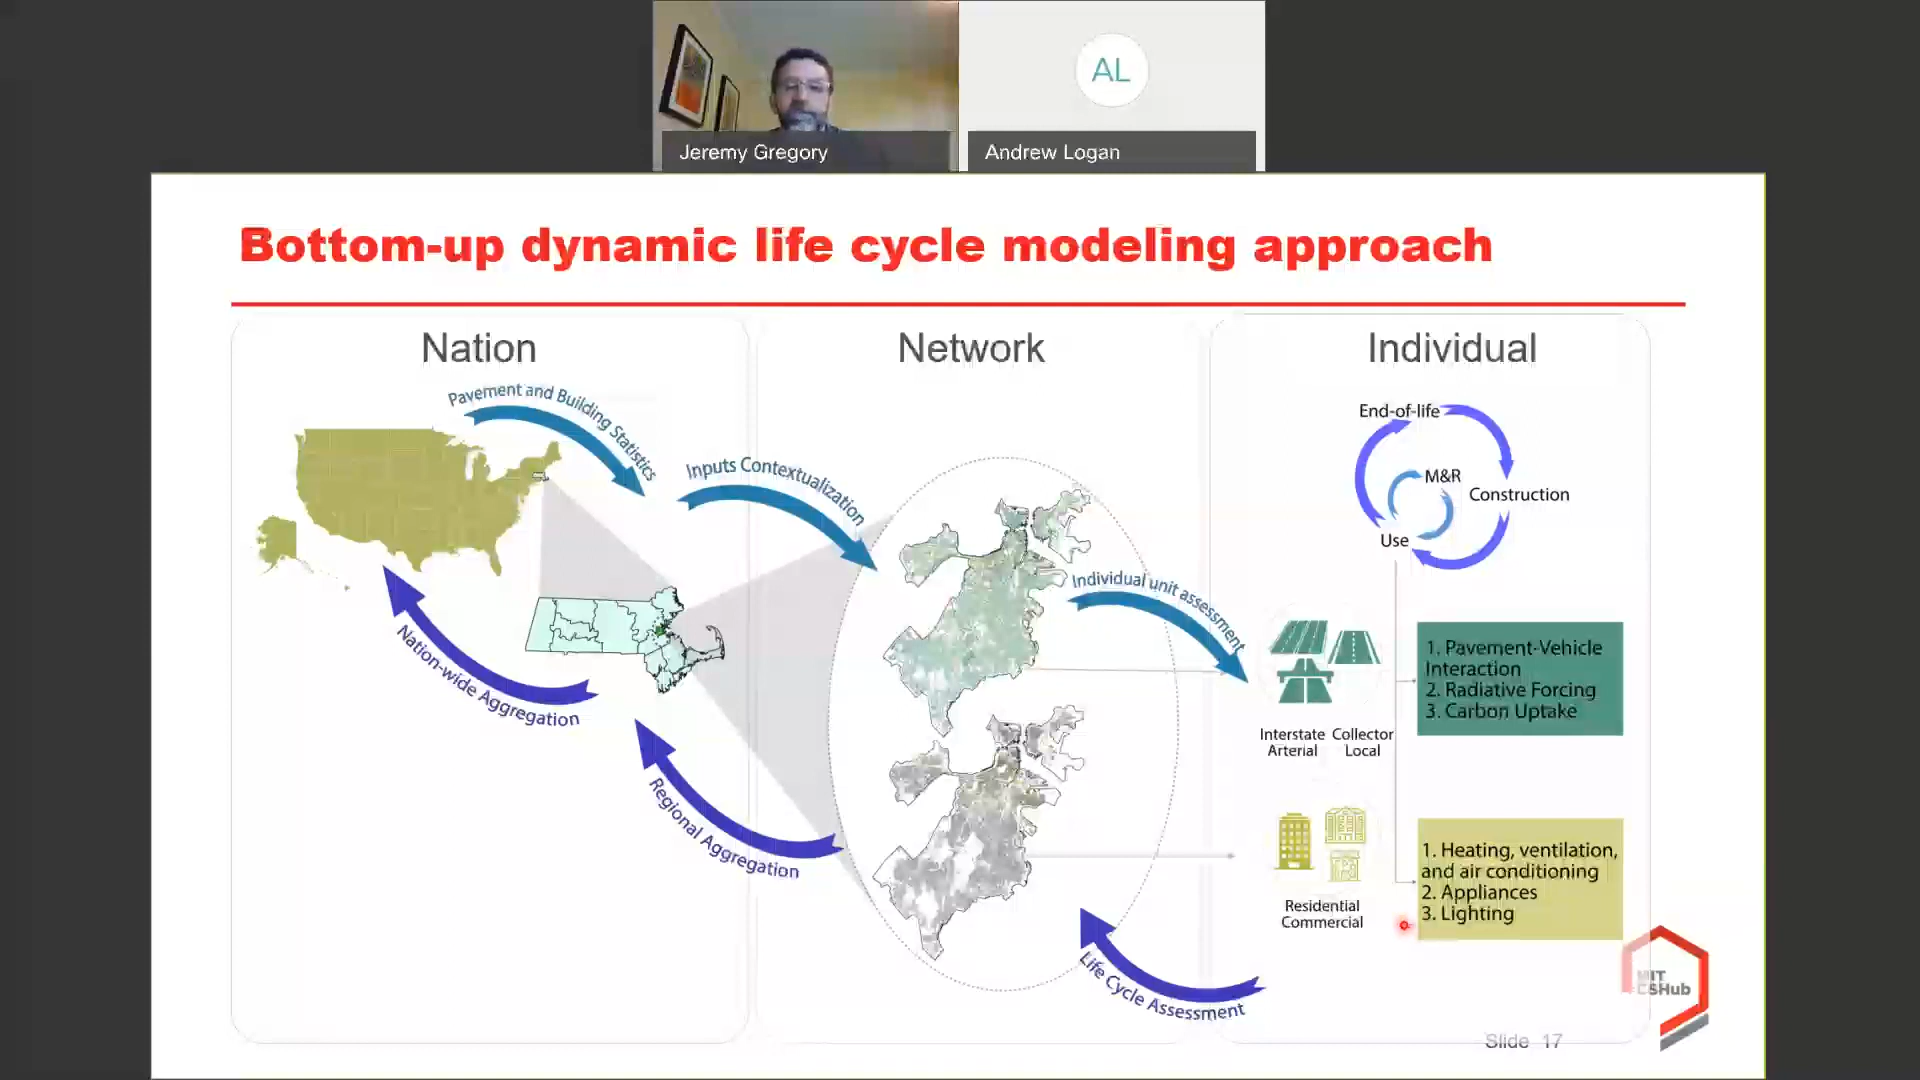 AL
Jeremy Gregory
Andrew Logan
Bottom-up dynamic life cycle modeling approach
Nation
Pavement and Building Statistics
Nation-wide Aggregation
Regional Aggregation
Network
Inputs Contextualization
Individual unit assessment
Life Cycle Assessment
Individual
End-of-life
M&R
Construction
Use
Interstate
Arterial
Collector
Local
1. Pavement-Vehicle
Interaction
2. Radiative Forcing
3. Carbon Uptake
Residential
Commercial
1. Heating, ventilation,
and air conditioning
2. Appliances
3. Lighting
MIT
CSHub
Slide 17